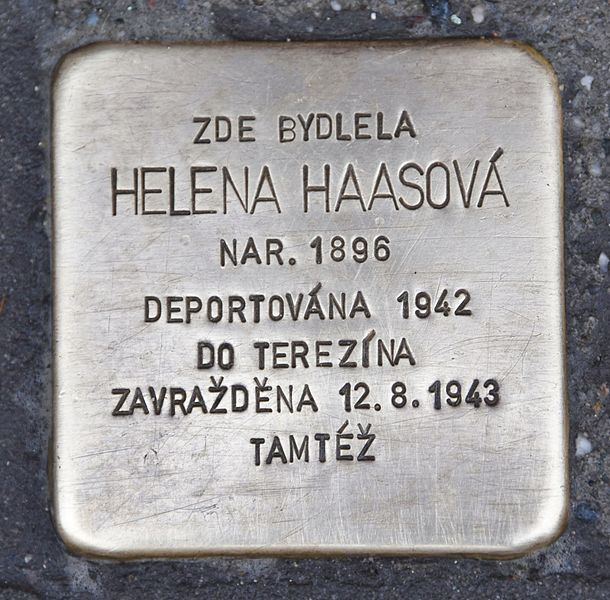 ZDE BYDLELA
HELENA HAASOVÁ
NAR. 1896
DEPORTOVÁNA 1942
DO TEREZÍNA
ZAVRAŽDĚNA 12.8.1943
TAMTÉŽ